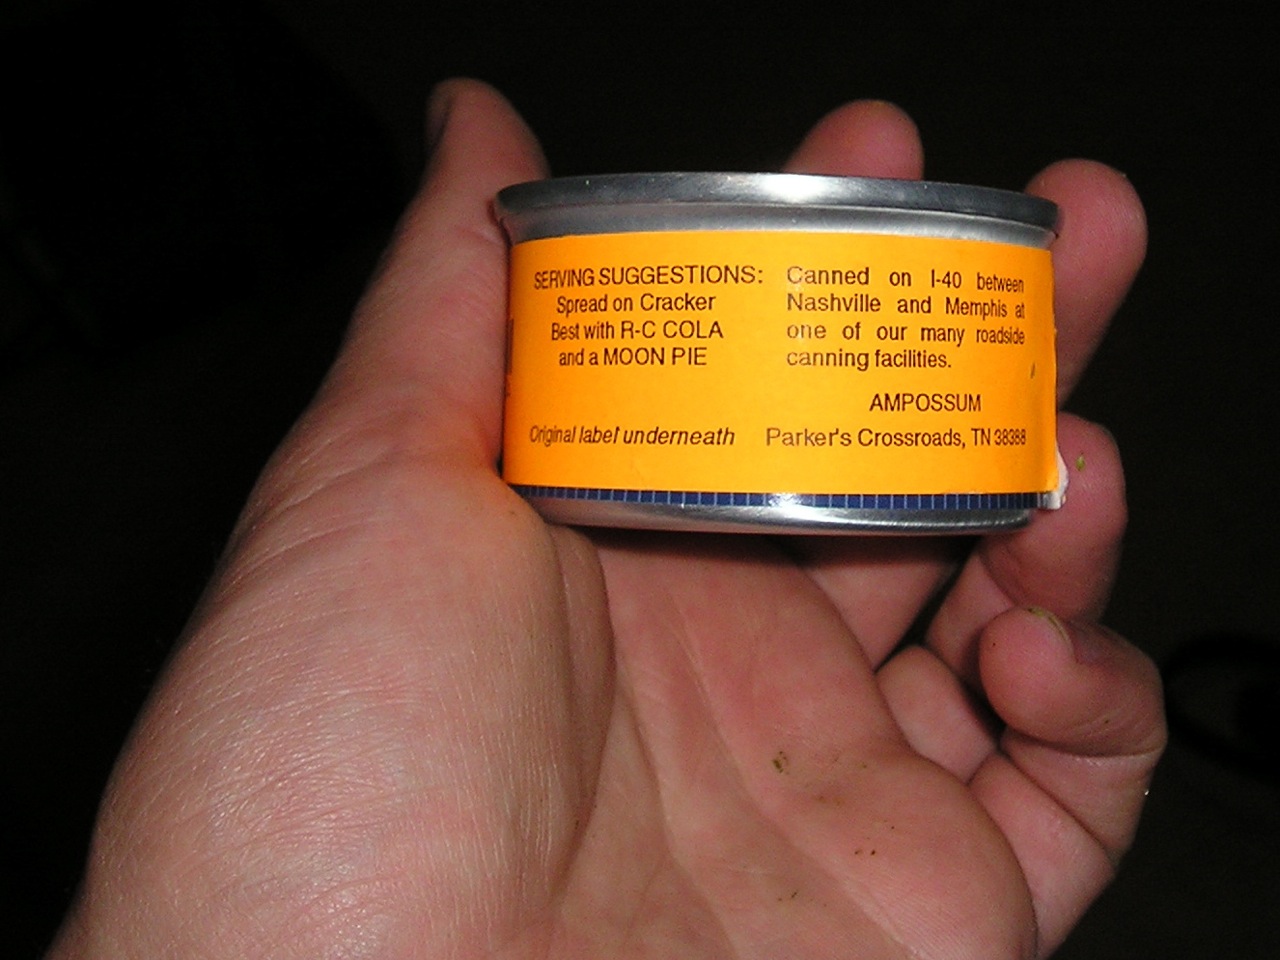 SERVING SUGGESTIONS:
Spread on Cracker
Best with R-C COLA
and a MOON PIE
Original label underneath
Canned on I-40 between
Nashville and Memphis at
one of our many roadside
canning facilities.
AMPOSSUM
Parker's Crossroads, TN 38388